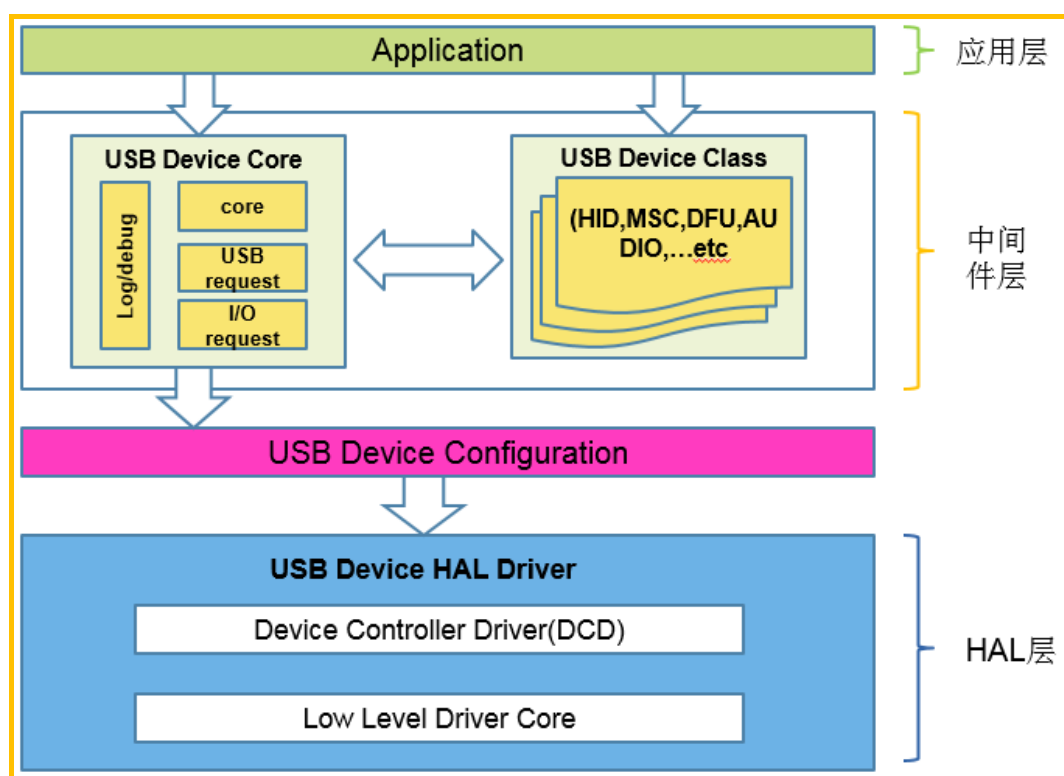 Application
应用层
USB Device Core
Log/debug
core
USB
request
I/O
request
USB Device Class
(HID,MSC,DFU,AU
DIO,...etc
中间
件层
USB Device Configuration
USB Device HAL Driver
Device Controller Driver(DCD)
Low Level Driver Core
HAL层